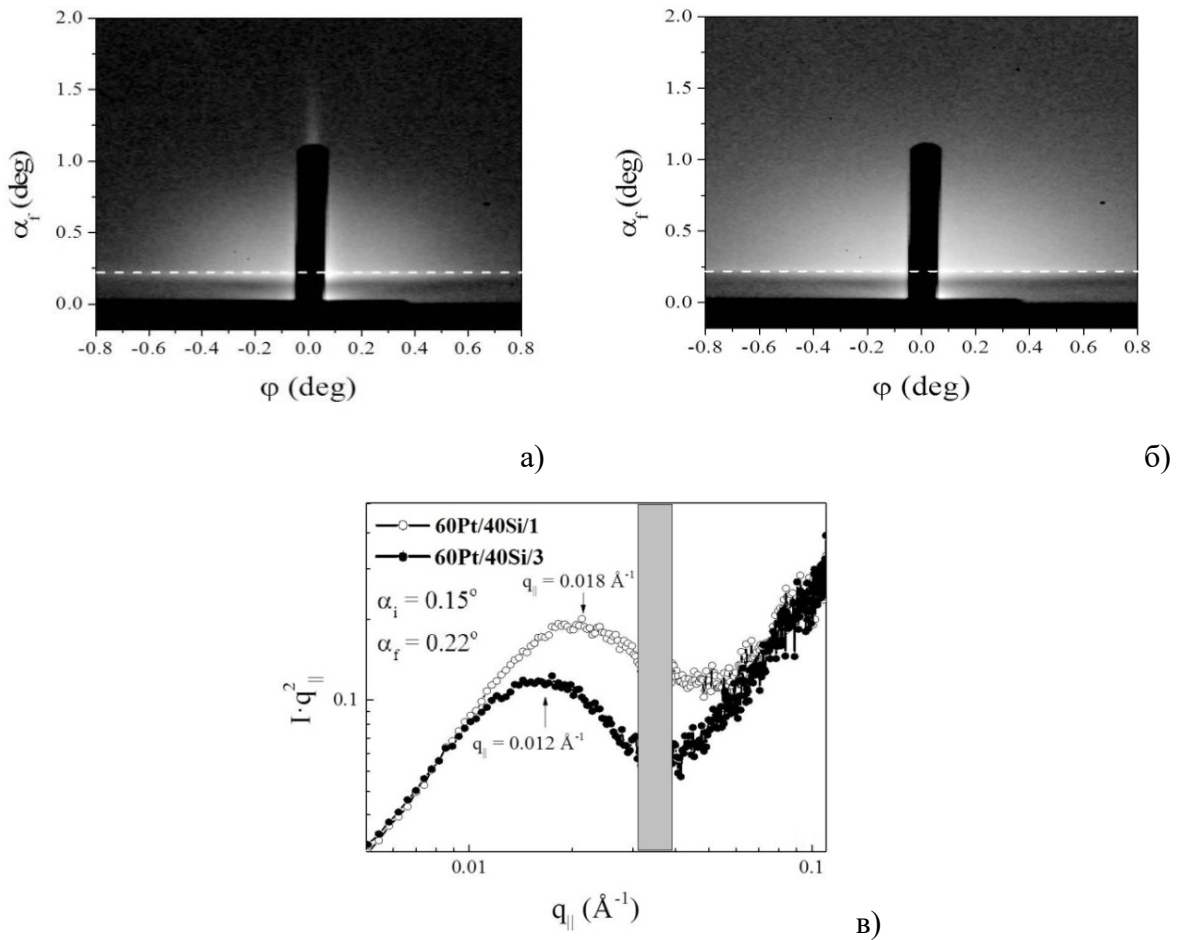 2.0
1.5
1.0
0.5
0.0
α_f (deg)
-0.8 -0.6 -0.4 -0.2 0.0 0.2 0.4 0.6 0.8
φ (deg)
а)
2.0
1.5
1.0
0.5
0.0
α_f (deg)
-0.8 -0.6 -0.4 -0.2 0.0 0.2 0.4 0.6 0.8
φ (deg)
б)
60Pt/40Si/1
60Pt/40Si/3
q_|| = 0.018 Å⁻¹
α_i = 0.15°
α_f = 0.22°
q_|| = 0.012 Å⁻¹
I·q²_||
0.1
0.01 0.1
q_|| (Å⁻¹)
в)